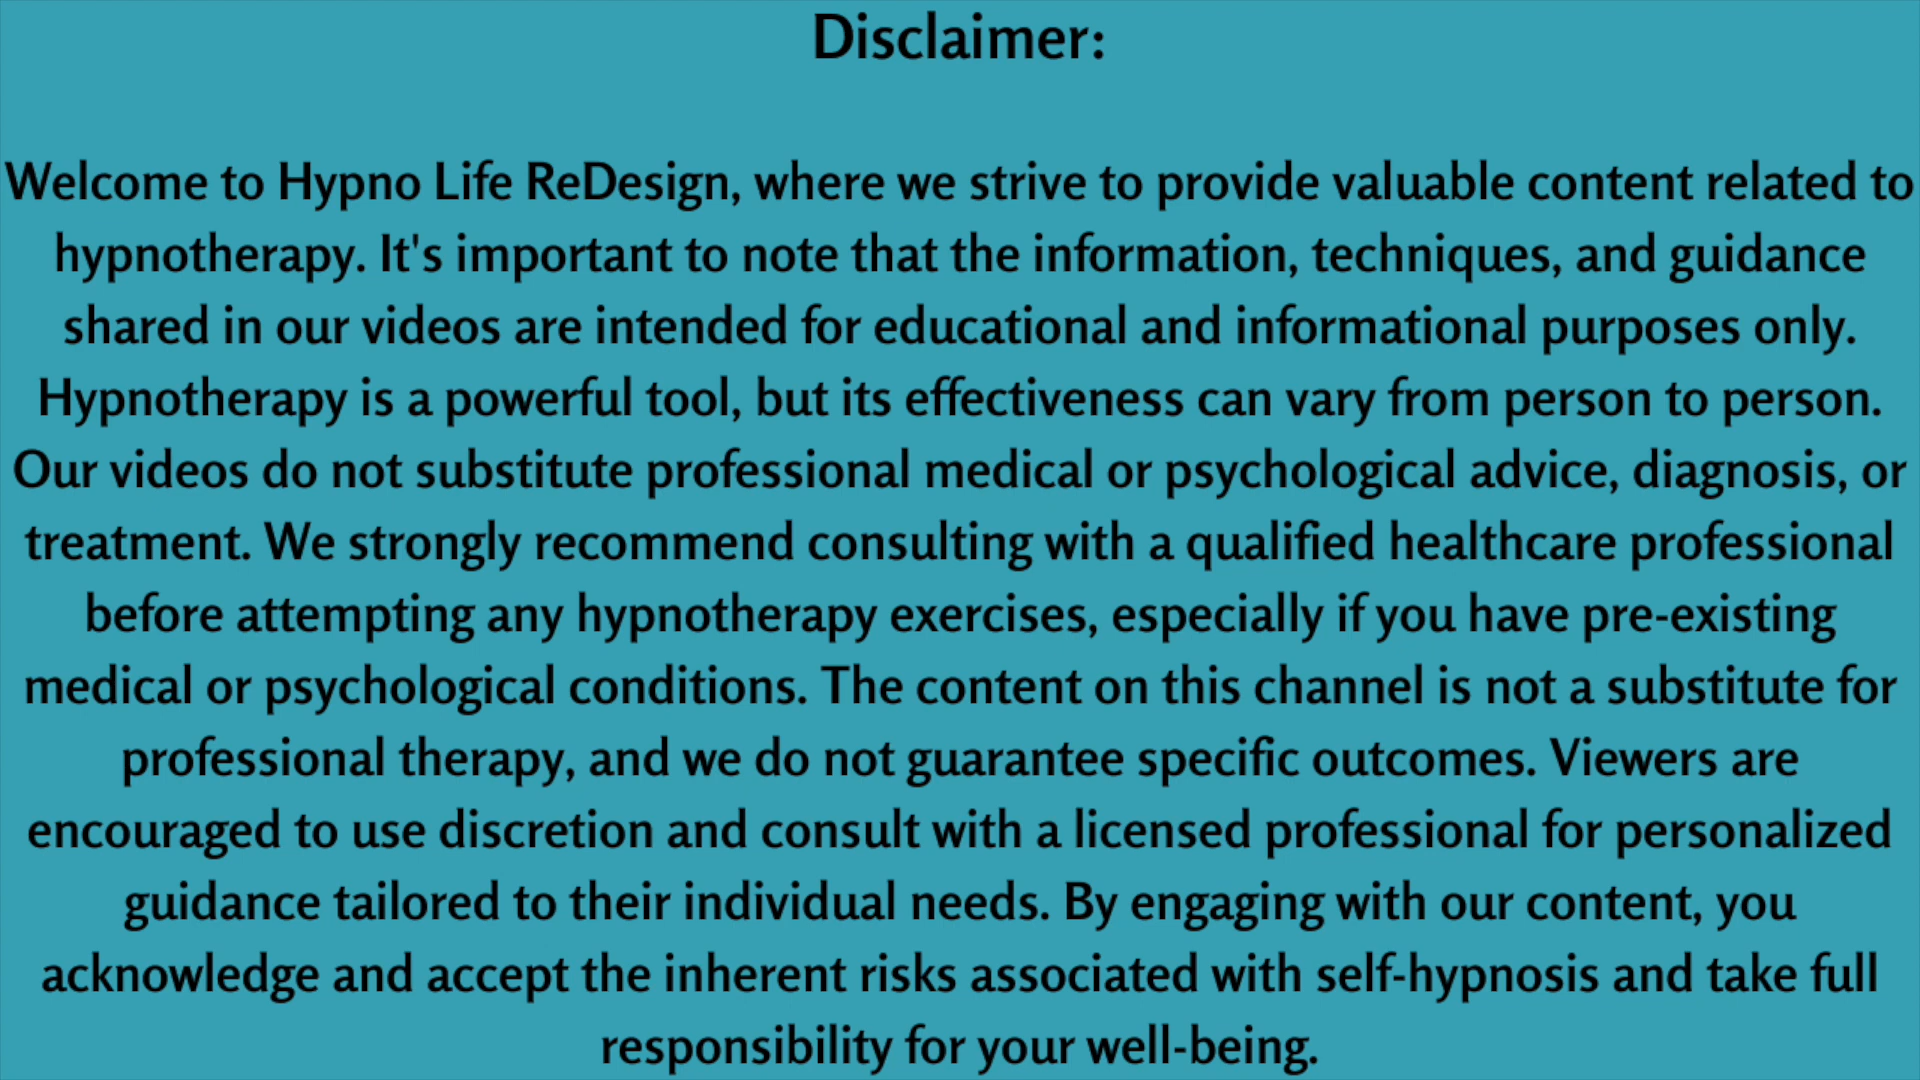 Disclaimer:
Welcome to Hypno Life ReDesign, where we strive to provide valuable content related to
hypnotherapy. It's important to note that the information, techniques, and guidance
shared in our videos are intended for educational and informational purposes only.
Hypnotherapy is a powerful tool, but its effectiveness can vary from person to person.
Our videos do not substitute professional medical or psychological advice, diagnosis, or
treatment. We strongly recommend consulting with a qualified healthcare professional
before attempting any hypnotherapy exercises, especially if you have pre-existing
medical or psychological conditions. The content on this channel is not a substitute for
professional therapy, and we do not guarantee specific outcomes. Viewers are
encouraged to use discretion and consult with a licensed professional for personalized
guidance tailored to their individual needs. By engaging with our content, you
acknowledge and accept the inherent risks associated with self-hypnosis and take full
responsibility for your well-being.